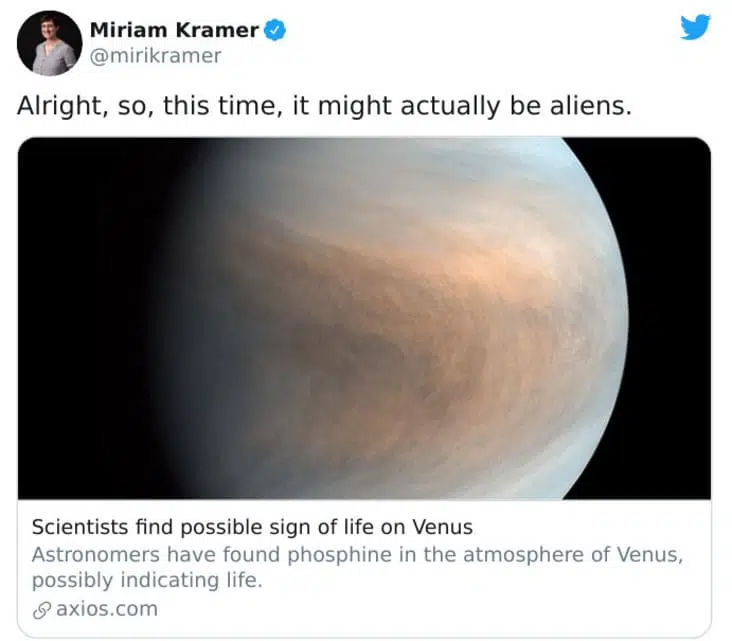 Miriam Kramer
@mirikramer
Alright, so, this time, it might actually be aliens.
Scientists find possible sign of life on Venus
Astronomers have found phosphine in the atmosphere of Venus,
possibly indicating life.
axios.com